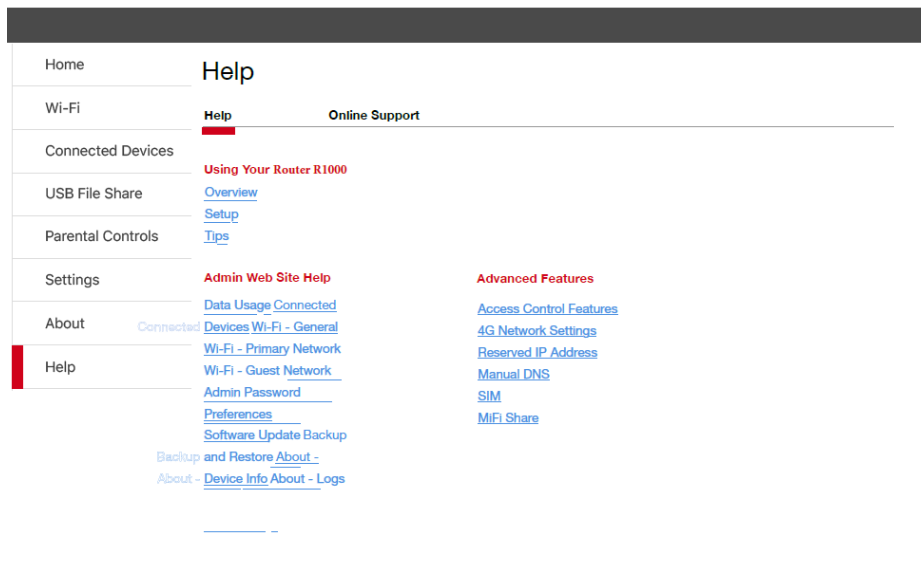 Home
Wi-Fi
Connected Devices
USB File Share
Parental Controls
Settings
About
Help
Help
Help Online Support
Using Your Router R1000
Overview
Setup
Tips
Admin Web Site Help
Data Usage Connected
Connected Devices Wi-Fi - General
Wi-Fi - Primary Network
Wi-Fi - Guest Network
Admin Password
Preferences
Software Update Backup
Backup and Restore About -
About - Device Info About - Logs
Advanced Features
Access Control Features
4G Network Settings
Reserved IP Address
Manual DNS
SIM
MiFi Share